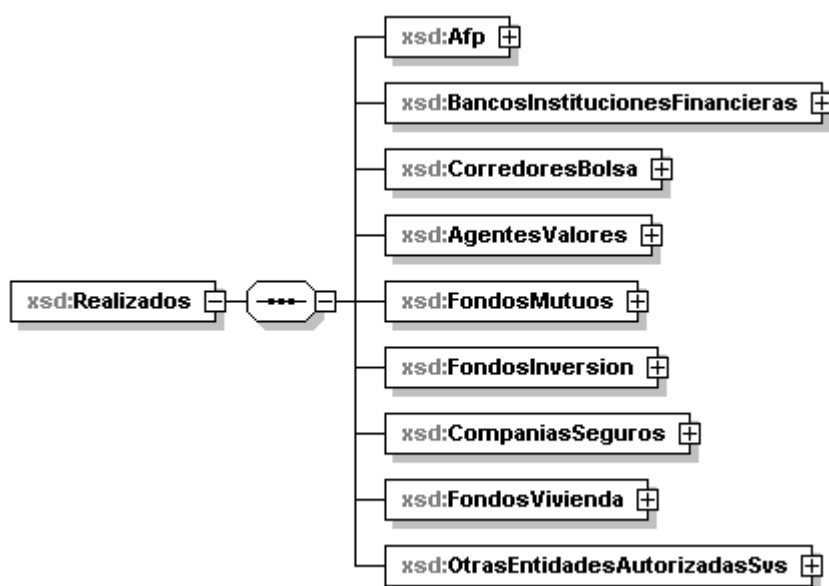 xsd:Afp
xsd:BancosInstitucionesFinancieras
xsd:CorredoresBolsa
xsd:AgentesValores
xsd:Realizados
xsd:FondosMutuos
xsd:FondosInversion
xsd:CompaniasSeguros
xsd:FondosVivienda
xsd:OtrasEntidadesAutorizadasSvs